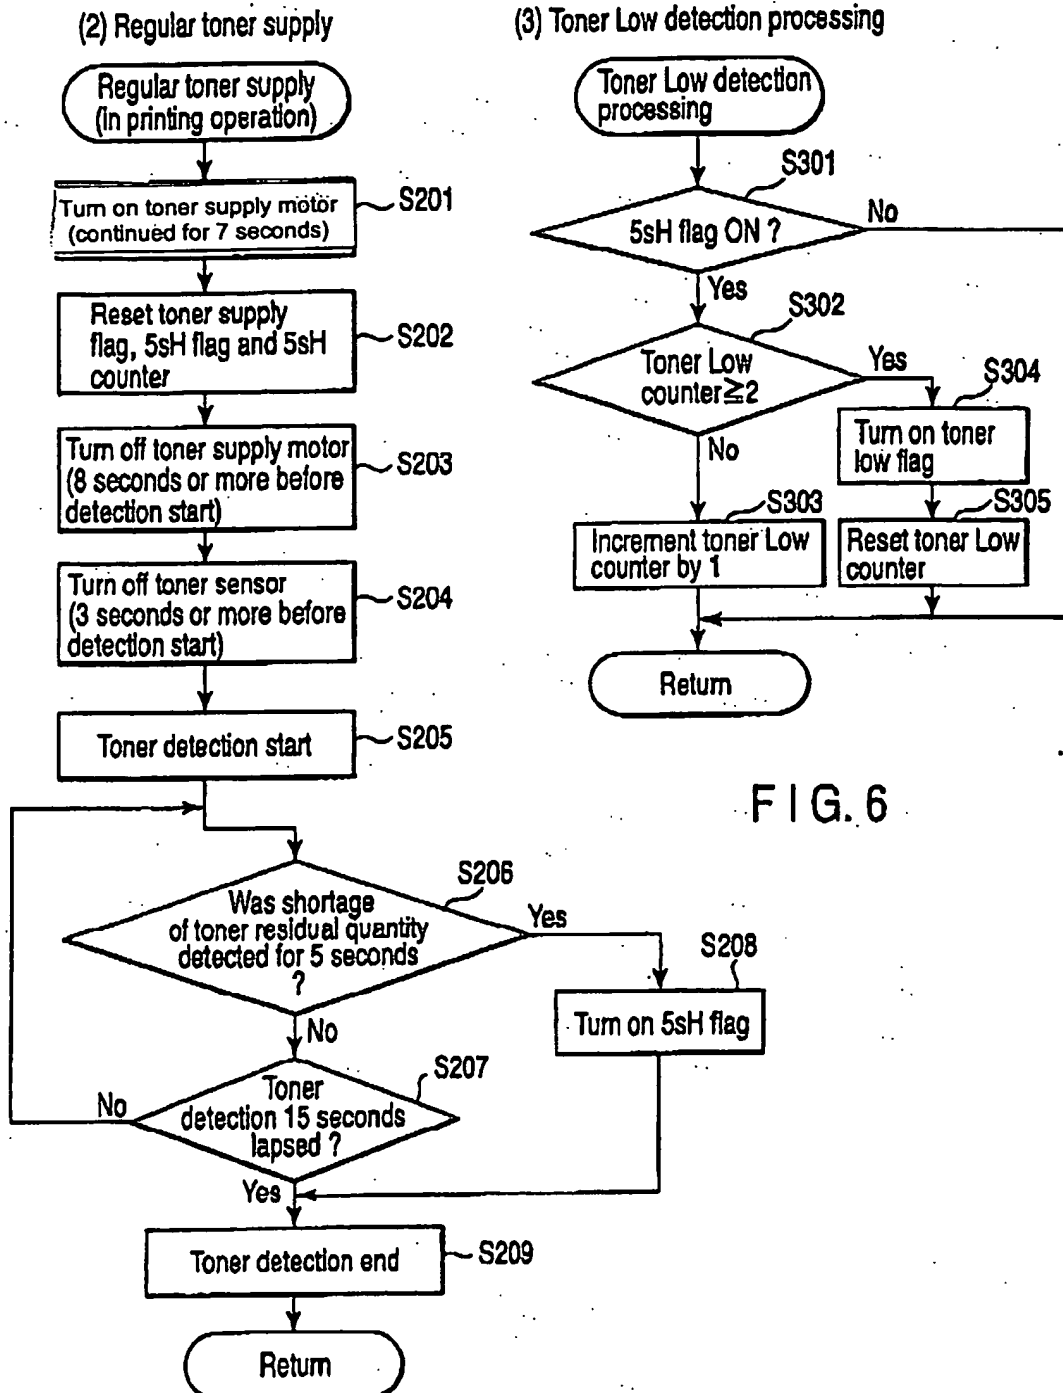 (2) Regular toner supply
Regular toner supply
(in printing operation)
Turn on toner supply motor
(continued for 7 seconds)
S201
Reset toner supply
flag, 5sH flag and 5sH
counter
S202
Turn off toner supply motor
(8 seconds or more before
detection start)
S203
Turn off toner sensor
(3 seconds or more before
detection start)
S204
Toner detection start
S205
Was shortage
of toner residual quantity
detected for 5 seconds
?
S206
Yes
No
S208
Turn on 5sH flag
Toner
detection 15 seconds
lapsed ?
S207
No
Yes
Toner detection end
S209
Return
(3) Toner Low detection processing
Toner Low detection
processing
S301
5sH flag ON ?
No
Yes
S302
Toner Low
counter≧2
Yes
No
S304
Turn on toner
low flag
S303
Increment toner Low
counter by 1
S305
Reset toner Low
counter
Return
FIG. 6